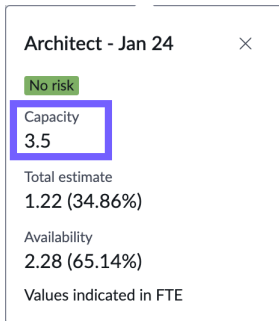 Architect - Jan 24
No risk
Capacity
3.5
Total estimate
1.22 (34.86%)
Availability
2.28 (65.14%)
Values indicated in FTE